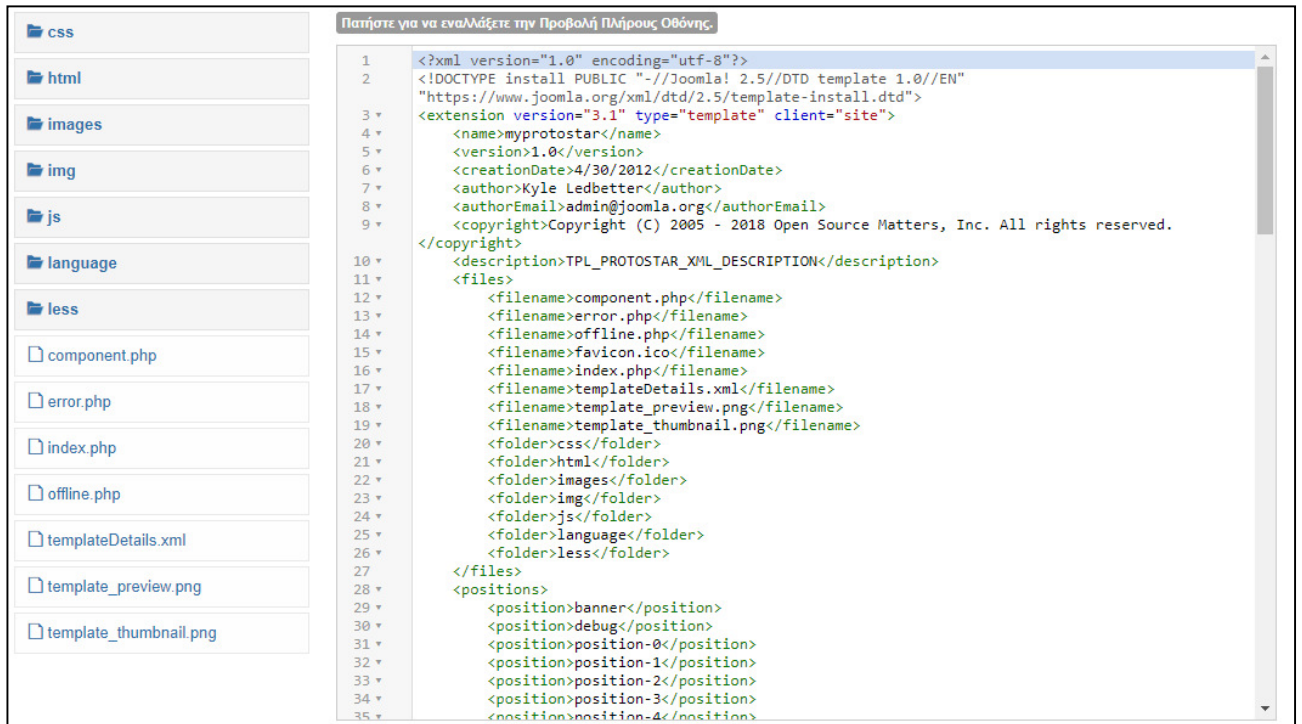 css
html
images
img
js
language
less
component.php
error.php
index.php
offline.php
templateDetails.xml
template_preview.png
template_thumbnail.png
Πατήστε για να εναλλάξετε την Προβολή Πλήρους Οθόνης.
1 <?xml version="1.0" encoding="utf-8"?>
2 <!DOCTYPE install PUBLIC "-//Joomla! 2.5//DTD template 1.0//EN"
"https://www.joomla.org/xml/dtd/2.5/template-install.dtd">
3 <extension version="3.1" type="template" client="site">
4 <name>myprotostar</name>
5 <version>1.0</version>
6 <creationDate>4/30/2012</creationDate>
7 <author>Kyle Ledbetter</author>
8 <authorEmail>admin@joomla.org</authorEmail>
9 <copyright>Copyright (C) 2005 - 2018 Open Source Matters, Inc. All rights reserved.
</copyright>
10 <description>TPL_PROTOSTAR_XML_DESCRIPTION</description>
11 <files>
12 <filename>component.php</filename>
13 <filename>error.php</filename>
14 <filename>offline.php</filename>
15 <filename>favicon.ico</filename>
16 <filename>index.php</filename>
17 <filename>templateDetails.xml</filename>
18 <filename>template_preview.png</filename>
19 <filename>template_thumbnail.png</filename>
20 <folder>css</folder>
21 <folder>html</folder>
22 <folder>images</folder>
23 <folder>img</folder>
24 <folder>js</folder>
25 <folder>language</folder>
26 <folder>less</folder>
27 </files>
28 <positions>
29 <position>banner</position>
30 <position>debug</position>
31 <position>position-0</position>
32 <position>position-1</position>
33 <position>position-2</position>
34 <position>position-3</position>
35 <position>position-4</position>